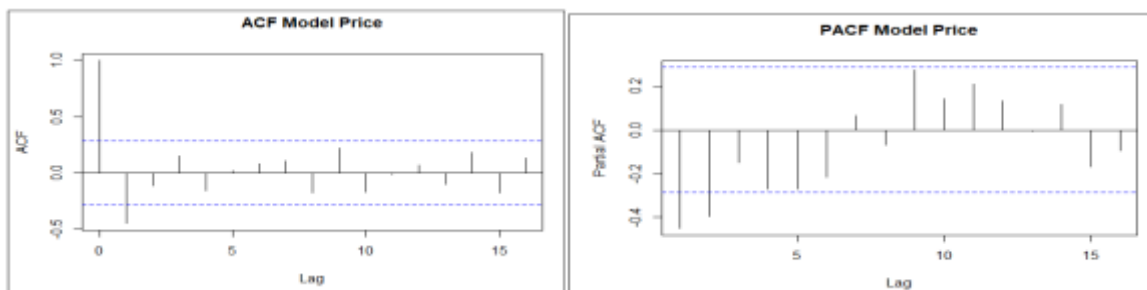 ACF Model Price
ACF
1.0
0.5
0.0
-0.5
0 5 10 15
Lag
PACF Model Price
Partial ACF
0.2
0.0
-0.2
-0.4
5 10 15
Lag